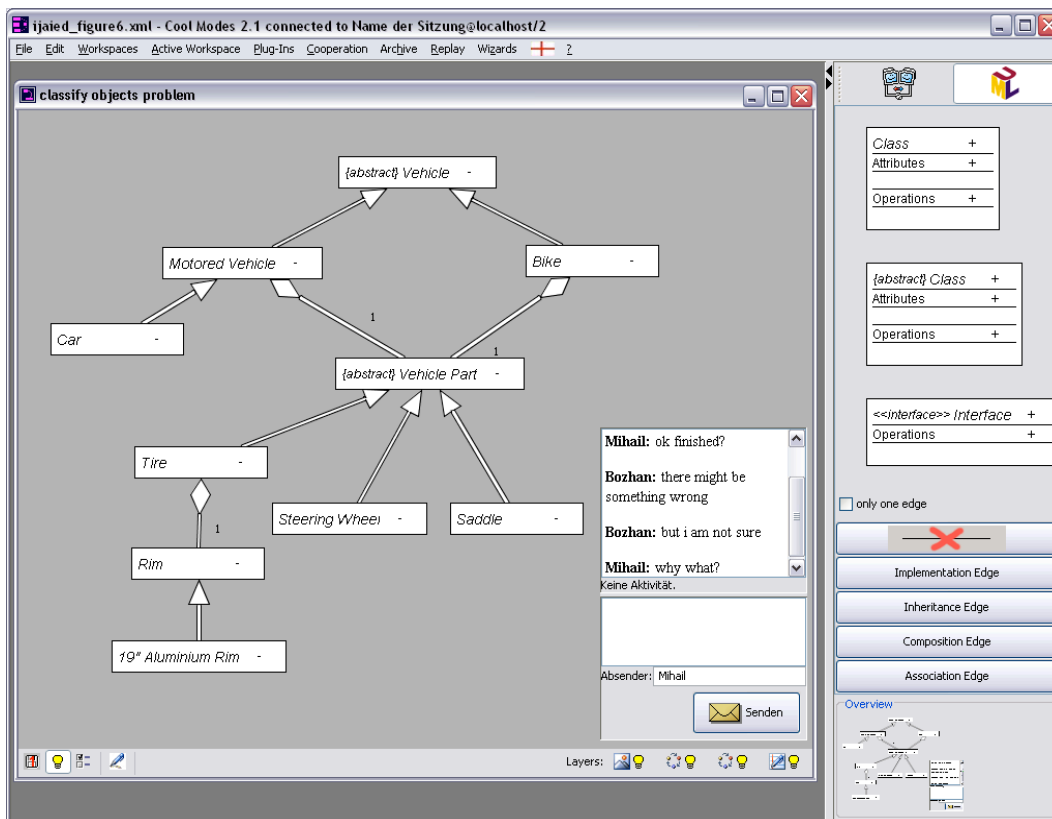 ijaied_figure6.xml - Cool Modes 2.1 connected to Name der Sitzung@localhost/2
File Edit Workspaces Active Workspace Plug-Ins Cooperation Archive Replay Wizards ?
classify objects problem
{abstract} Vehicle -
Motored Vehicle -
Bike -
Car -
1
1
{abstract} Vehicle Part -
Tire -
Steering Wheel -
Saddle -
1
Rim -
19" Aluminium Rim -
Mihail: ok finished?
Bozhan: there might be
something wrong
Bozhan: but i am not sure
Mihail: why what?
Keine Aktivität.
Absender: Mihail
Senden
Layers:
UML
Class +
Attributes +
Operations +
{abstract} Class +
Attributes +
Operations +
<<interface>> Interface +
Operations +
only one edge
Implementation Edge
Inheritance Edge
Composition Edge
Association Edge
Overview